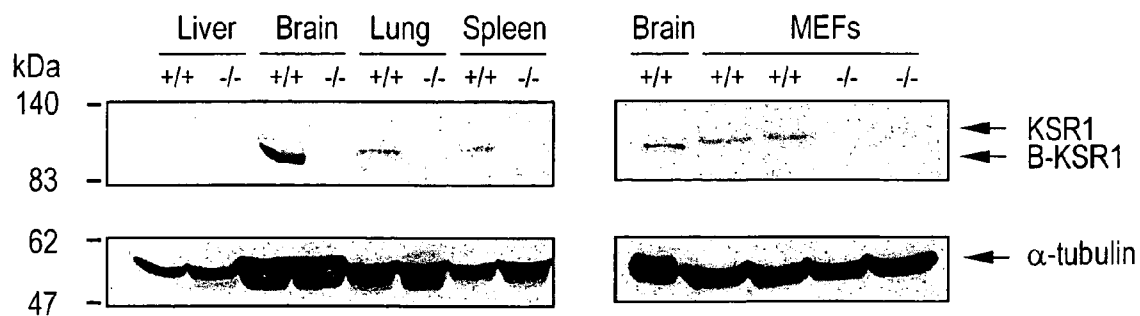 Liver Brain Lung Spleen Brain MEFs
kDa +/+ -/- +/+ -/- +/+ -/- +/+ -/- +/+ +/+ +/+ -/- -/-
140
KSR1
B-KSR1
83
62
α-tubulin
47